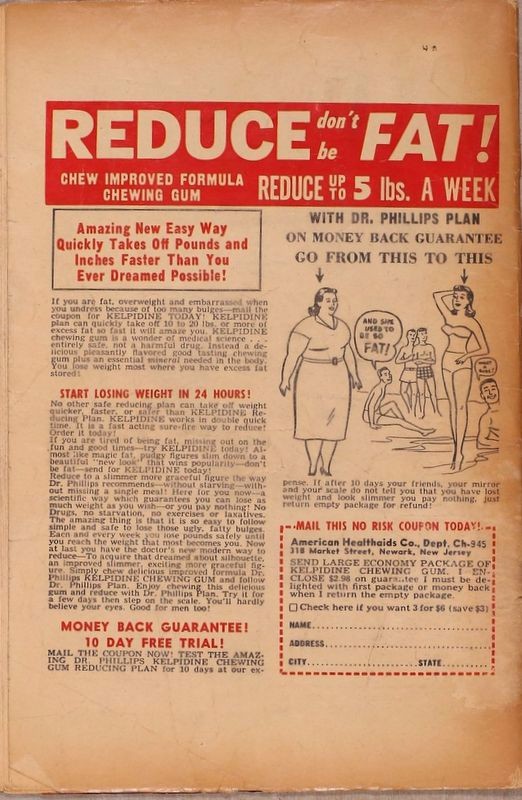 REDUCE don't be FAT!
CHEW IMPROVED FORMULA
CHEWING GUM
REDUCE UP TO 5 lbs. A WEEK
Amazing New Easy Way
Quickly Takes Off Pounds and
Inches Faster Than You
Ever Dreamed Possible!
If you are fat, overweight and embarrassed when
you undress because of too many bulges—mail the
coupon for KELPIDINE TODAY! KELPIDINE
plan can quickly take off 10 to 20 lbs. or more of
excess fat so fast it will amaze you. KELPIDINE
chewing gum is a wonder of medical science .
entirely safe, not a harmful drug. Instead a de-
licious pleasantly flavored good tasting chewing
gum plus an essential mineral needed in the body.
You lose weight most where you have excess fat
stored!
START LOSING WEIGHT IN 24 HOURS!
No other safe reducing plan can take off weight
quicker, faster, or safer than KELPIDINE Re-
ducing Plan. KELPIDINE works in double quick
time. It is a fast acting sure-fire way to reduce!
Order it today!
If you are tired of being fat, missing out on the
fun and good times—try KELPIDINE today! Al-
most like magic fat, pudgy figures slim down to a
beautiful "new look" that wins popularity—don't
be fat—send for KELPIDINE today!
Reduce to a slimmer more graceful figure the way
Dr. Phillips recommends—without starving—with-
out missing a single meal! Here for you now—a
scientific way which guarantees you can lose as
much weight as you wish—or you pay nothing! No
Drugs, no starvation, no exercises or laxatives.
The amazing thing is that it is so easy to follow
simple and safe to lose those ugly, fatty bulges.
Each and every week you lose pounds safely until
you reach the weight that most becomes you. Now
at last you have the doctor's new modern way to
reduce—To acquire that dreamed about silhouette,
an improved slimmer, exciting more graceful fig-
ure. Simply chew delicious improved formula Dr.
Phillips KELPIDINE CHEWING GUM and follow
Dr. Phillips Plan. Enjoy chewing this delicious
gum and reduce with Dr. Phillips Plan. Try it for
a few days then step on the scale. You'll hardly
believe your eyes. Good for men too!
MONEY BACK GUARANTEE!
10 DAY FREE TRIAL!
MAIL THE COUPON NOW! TEST THE AMAZ-
ING DR. PHILLIPS KELPIDINE CHEWING
GUM REDUCING PLAN for 10 days at our ex-
WITH DR. PHILLIPS PLAN
ON MONEY BACK GUARANTEE
GO FROM THIS TO THIS
AND SHE
USED TO
BE SO
FAT!
pense. If after 10 days your friends, your mirror
and your scale do not tell you that you have lost
weight and look slimmer you pay nothing, just
return empty package for refund!
MAIL THIS NO RISK COUPON TODAY!
American Healthaids Co., Dept. Ch-945
318 Market Street, Newark, New Jersey
SEND LARGE ECONOMY PACKAGE OF
KELPIDINE CHEWING GUM. I EN-
CLOSE $2.98 on guarantee I must be de-
lighted with first package or money back
when I return the empty package.
Check here if you want 3 for $6 (save $3)
NAME
ADDRESS
CITY STATE